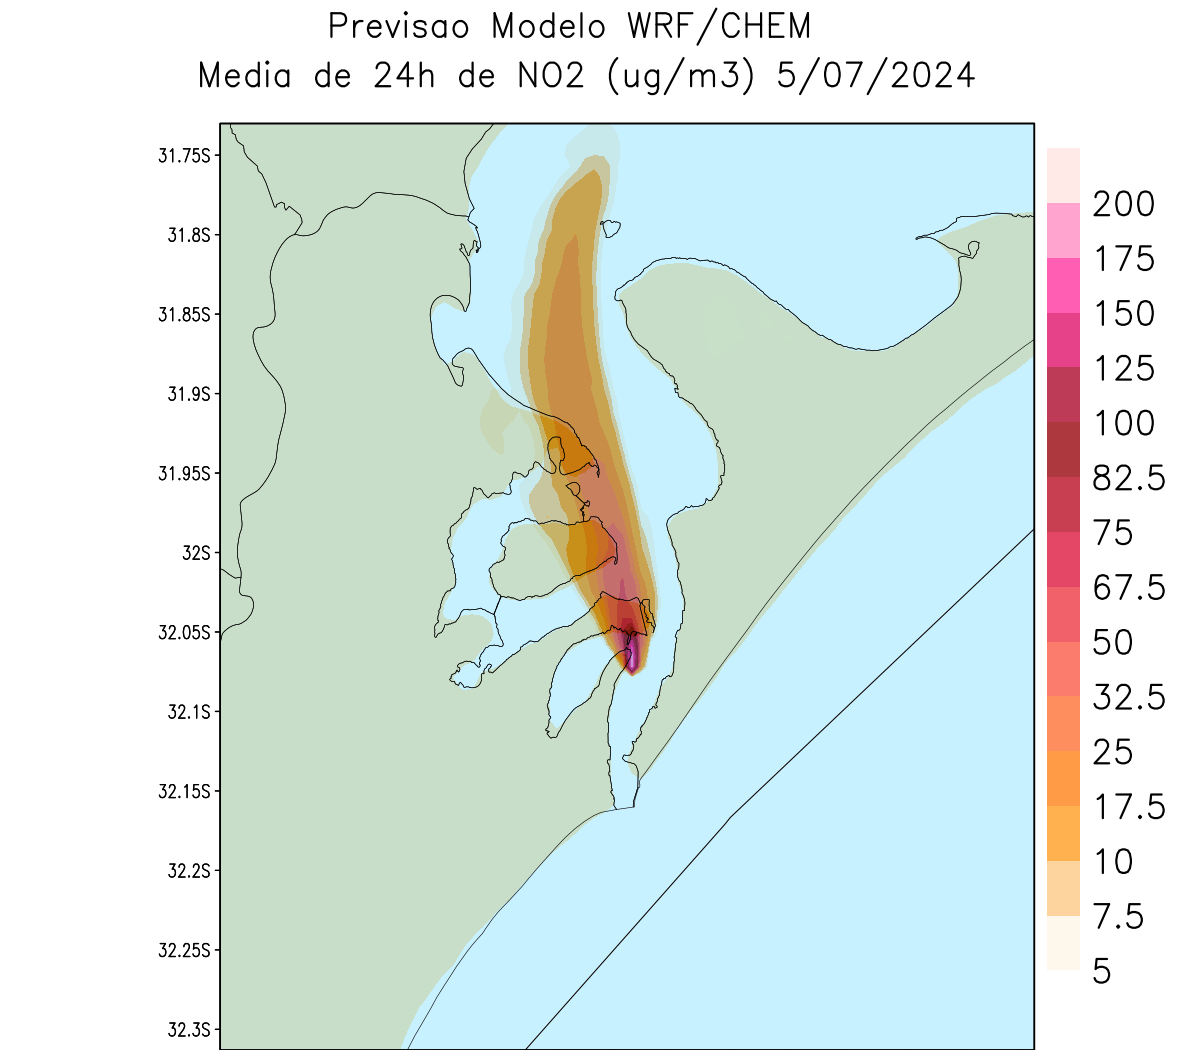 Previsao Modelo WRF/CHEM
Media de 24h de NO2 (ug/m3) 5/07/2024
31.75S
31.8S
31.85S
31.9S
31.95S
32S
32.05S
32.1S
32.15S
32.2S
32.25S
32.3S
200
175
150
125
100
82.5
75
67.5
50
32.5
25
17.5
10
7.5
5